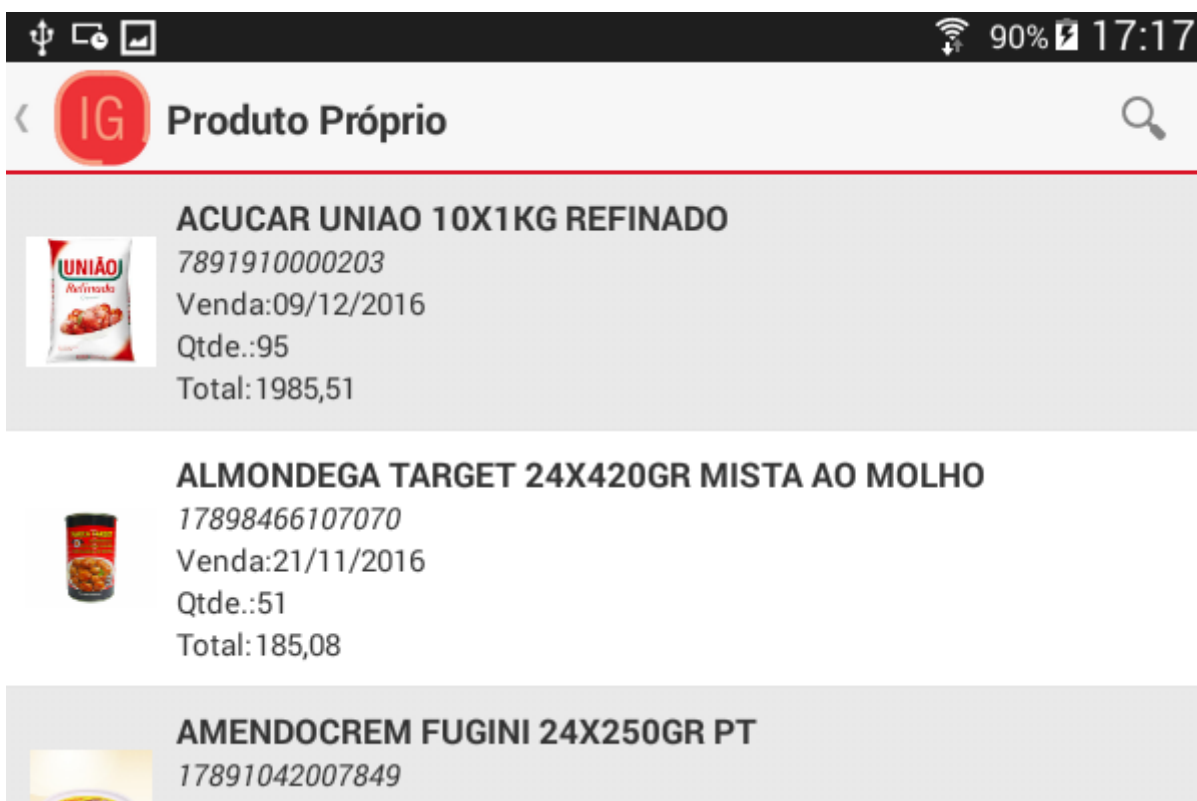 90% 17:17
IG Produto Próprio
ACUCAR UNIAO 10X1KG REFINADO
7891910000203
UNIÃO
Refinado
Venda:09/12/2016
Qtde.:95
Total:1985,51
ALMONDEGA TARGET 24X420GR MISTA AO MOLHO
17898466107070
Venda:21/11/2016
Qtde.:51
Total:185,08
AMENDOCREM FUGINI 24X250GR PT
17891042007849